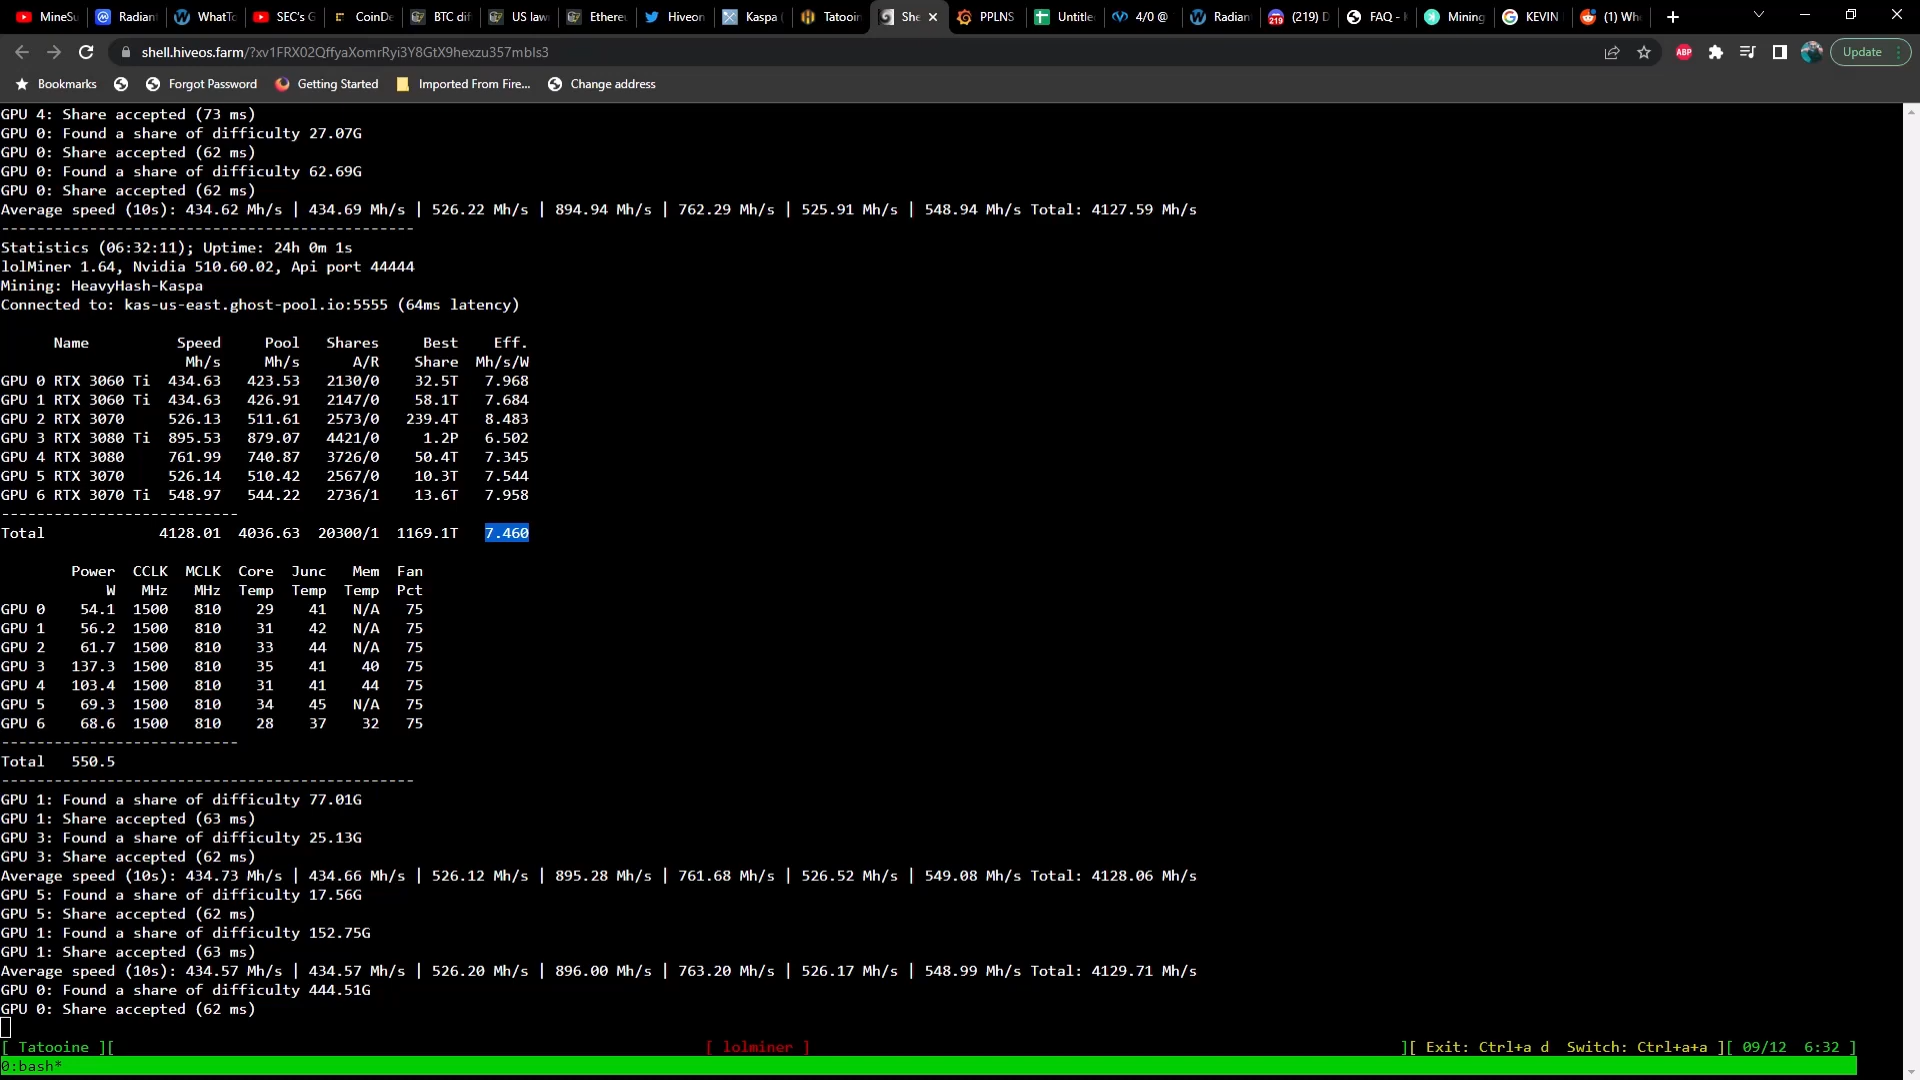 MineSu
Radiant
WhatTo
SEC's G
CoinDe
BTC dif
US law
Ethereu
Hiveon
Kaspa (
Tatooin
She
PPLNS
Untitle
4/0 @
Radiant
(219) D
FAQ -
Mining
KEVIN
(1) Wh
shell.hiveos.farm/?xv1FRX02QffyaXomrRyi3Y8GtX9hexzu357mbls3
ABP
Update
Bookmarks
Forgot Password
Getting Started
Imported From Fire...
Change address
GPU 4: Share accepted (73 ms)
GPU 0: Found a share of difficulty 27.07G
GPU 0: Share accepted (62 ms)
GPU 0: Found a share of difficulty 62.69G
GPU 0: Share accepted (62 ms)
Average speed (10s): 434.62 Mh/s | 434.69 Mh/s | 526.22 Mh/s | 894.94 Mh/s | 762.29 Mh/s | 525.91 Mh/s | 548.94 Mh/s Total: 4127.59 Mh/s
-----------------------------------------------
Statistics (06:32:11); Uptime: 24h 0m 1s
lolMiner 1.64, Nvidia 510.60.02, Api port 44444
Mining: HeavyHash-Kaspa
Connected to: kas-us-east.ghost-pool.io:5555 (64ms latency)
Name Speed Pool Shares Best Eff.
Mh/s Mh/s A/R Share Mh/s/W
GPU 0 RTX 3060 Ti 434.63 423.53 2130/0 32.5T 7.968
GPU 1 RTX 3060 Ti 434.63 426.91 2147/0 58.1T 7.684
GPU 2 RTX 3070 526.13 511.61 2573/0 239.4T 8.483
GPU 3 RTX 3080 Ti 895.53 879.07 4421/0 1.2P 6.502
GPU 4 RTX 3080 761.99 740.87 3726/0 50.4T 7.345
GPU 5 RTX 3070 526.14 510.42 2567/0 10.3T 7.544
GPU 6 RTX 3070 Ti 548.97 544.22 2736/1 13.6T 7.958
---------------------------
Total 4128.01 4036.63 20300/1 1169.1T 7.460
Power CCLK MCLK Core Junc Mem Fan
W MHz MHz Temp Temp Temp Pct
GPU 0 54.1 1500 810 29 41 N/A 75
GPU 1 56.2 1500 810 31 42 N/A 75
GPU 2 61.7 1500 810 33 44 N/A 75
GPU 3 137.3 1500 810 35 41 40 75
GPU 4 103.4 1500 810 31 41 44 75
GPU 5 69.3 1500 810 34 45 N/A 75
GPU 6 68.6 1500 810 28 37 32 75
---------------------------
Total 550.5
-----------------------------------------------
GPU 1: Found a share of difficulty 77.01G
GPU 1: Share accepted (63 ms)
GPU 3: Found a share of difficulty 25.13G
GPU 3: Share accepted (62 ms)
Average speed (10s): 434.73 Mh/s | 434.66 Mh/s | 526.12 Mh/s | 895.28 Mh/s | 761.68 Mh/s | 526.52 Mh/s | 549.08 Mh/s Total: 4128.06 Mh/s
GPU 5: Found a share of difficulty 17.56G
GPU 5: Share accepted (62 ms)
GPU 1: Found a share of difficulty 152.75G
GPU 1: Share accepted (63 ms)
Average speed (10s): 434.57 Mh/s | 434.57 Mh/s | 526.20 Mh/s | 896.00 Mh/s | 763.20 Mh/s | 526.17 Mh/s | 548.99 Mh/s Total: 4129.71 Mh/s
GPU 0: Found a share of difficulty 444.51G
GPU 0: Share accepted (62 ms)
[ Tatooine ][ [ lolminer ] ][ Exit: Ctrl+a d Switch: Ctrl+a+a ][ 09/12 6:32 ]
0:bash*